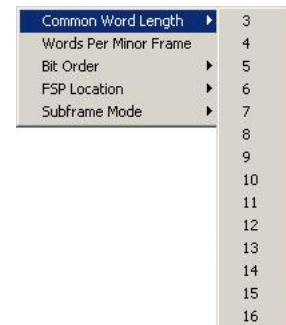 Common Word Length
Words Per Minor Frame
Bit Order
FSP Location
Subframe Mode
3
4
5
6
7
8
9
10
11
12
13
14
15
16